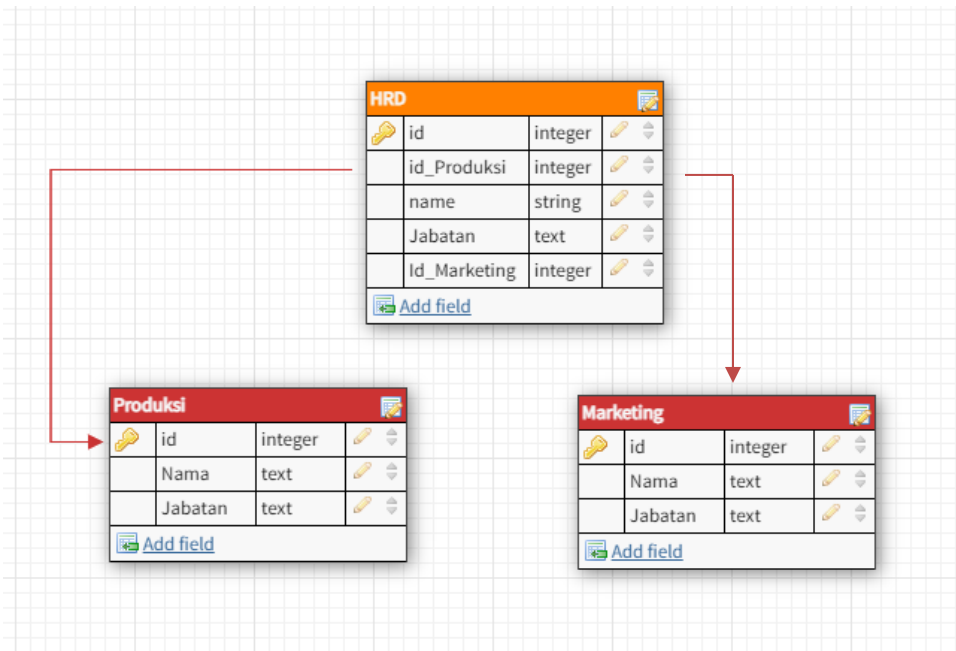 HRD
id integer
id_Produksi integer
name string
Jabatan text
Id_Marketing integer
Add field
Produksi
id integer
Nama text
Jabatan text
Add field
Marketing
id integer
Nama text
Jabatan text
Add field